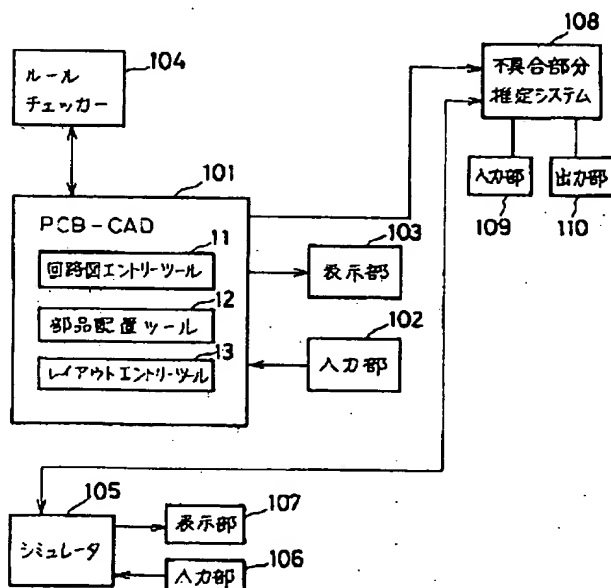 108
104
ルール
チェッカー
不具合部分
推定システム
101
入力部
出力部
109
110
PCB-CAD
11
回路図エントリーツール
103
表示部
12
部品配置ツール
102
13
入力部
レイアウトエントリーツール
105
107
シミュレータ
表示部
106
入力部